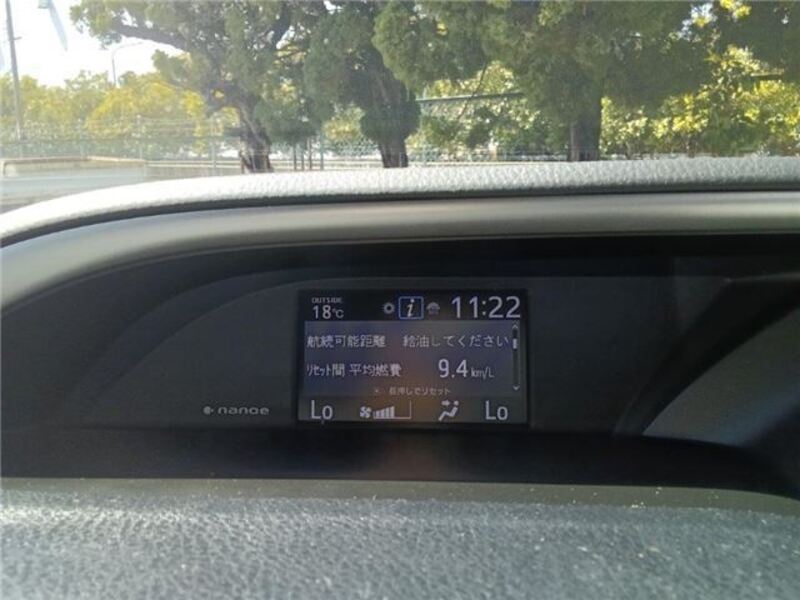 OUTSIDE
18℃ i 11:22
航続可能距離 給油してください
リセット間 平均燃費 9.4 km/L
長押しでリセット
Lo Lo
nanoe